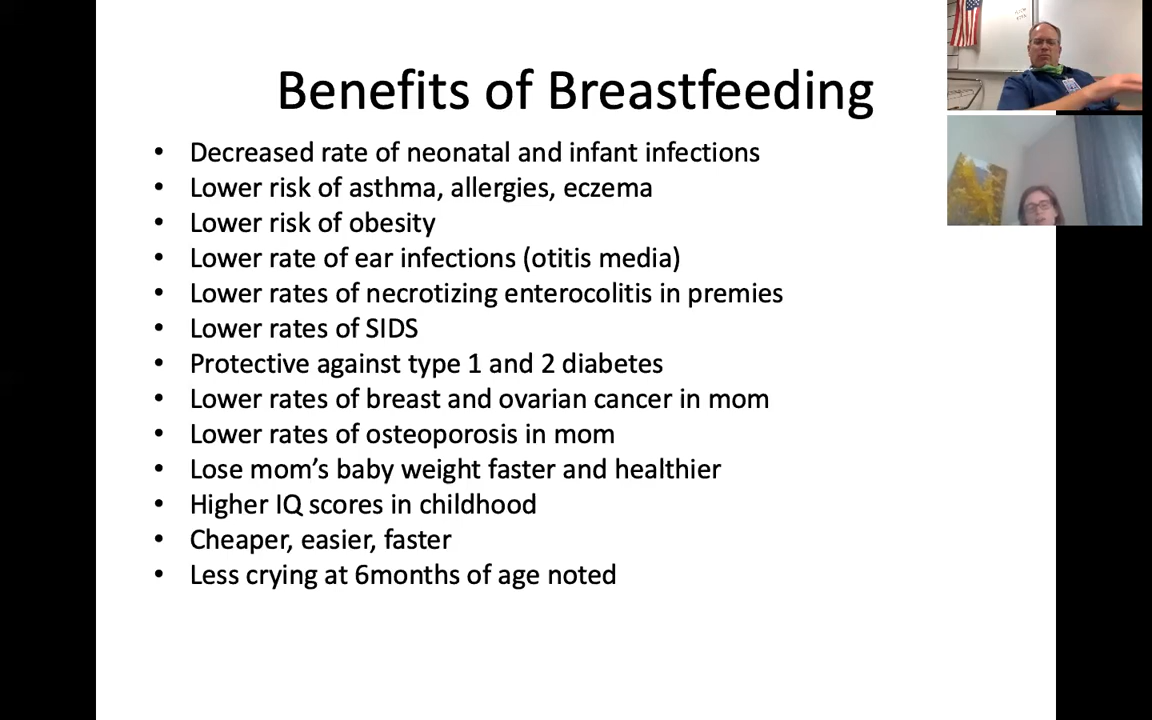 Benefits of Breastfeeding
• Decreased rate of neonatal and infant infections
• Lower risk of asthma, allergies, eczema
• Lower risk of obesity
• Lower rate of ear infections (otitis media)
• Lower rates of necrotizing enterocolitis in premies
• Lower rates of SIDS
• Protective against type 1 and 2 diabetes
• Lower rates of breast and ovarian cancer in mom
• Lower rates of osteoporosis in mom
• Lose mom’s baby weight faster and healthier
• Higher IQ scores in childhood
• Cheaper, easier, faster
• Less crying at 6months of age noted